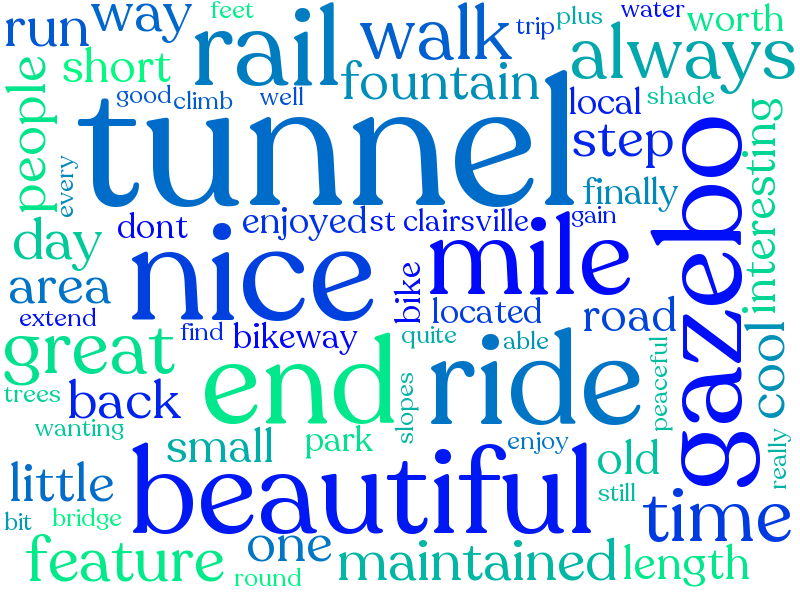 feet
way
run
rail
walk
trip
plus
water
worth
always
short
fountain
people
good
climb
well
local
shade
tunnel
step
interesting
every
finally
gazebo
day
dont
enjoyed
st clairsville
gain
nice
mile
area
bike
located
road
extend
find
bikeway
quite
able
great
end
ride
peaceful
cool
trees
back
slopes
wanting
small
park
enjoy
old
really
little
beautiful
still
time
bit
bridge
one
feature
maintained
length
round